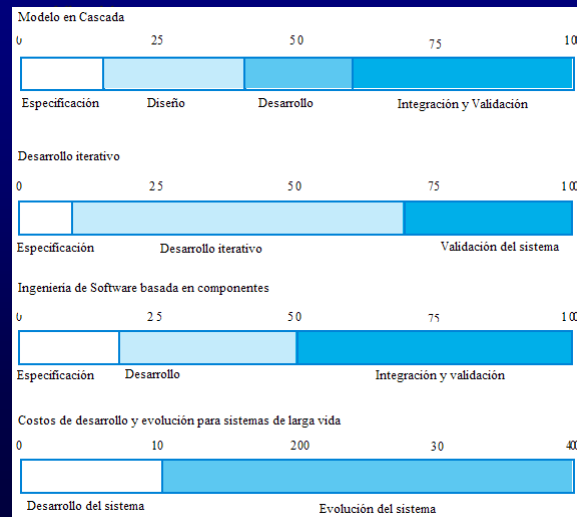 Modelo en Cascada
0 25 50 75 10
Especificación Diseño Desarrollo Integración y Validación
Desarrollo iterativo
0 25 50 75 100
Especificación Desarrollo iterativo Validación del sistema
Ingeniería de Software basada en componentes
0 25 50 75 100
Especificación Desarrollo Integración y validación
Costos de desarrollo y evolución para sistemas de larga vida
0 10 200 30 400
Desarrollo del sistema Evolución del sistema